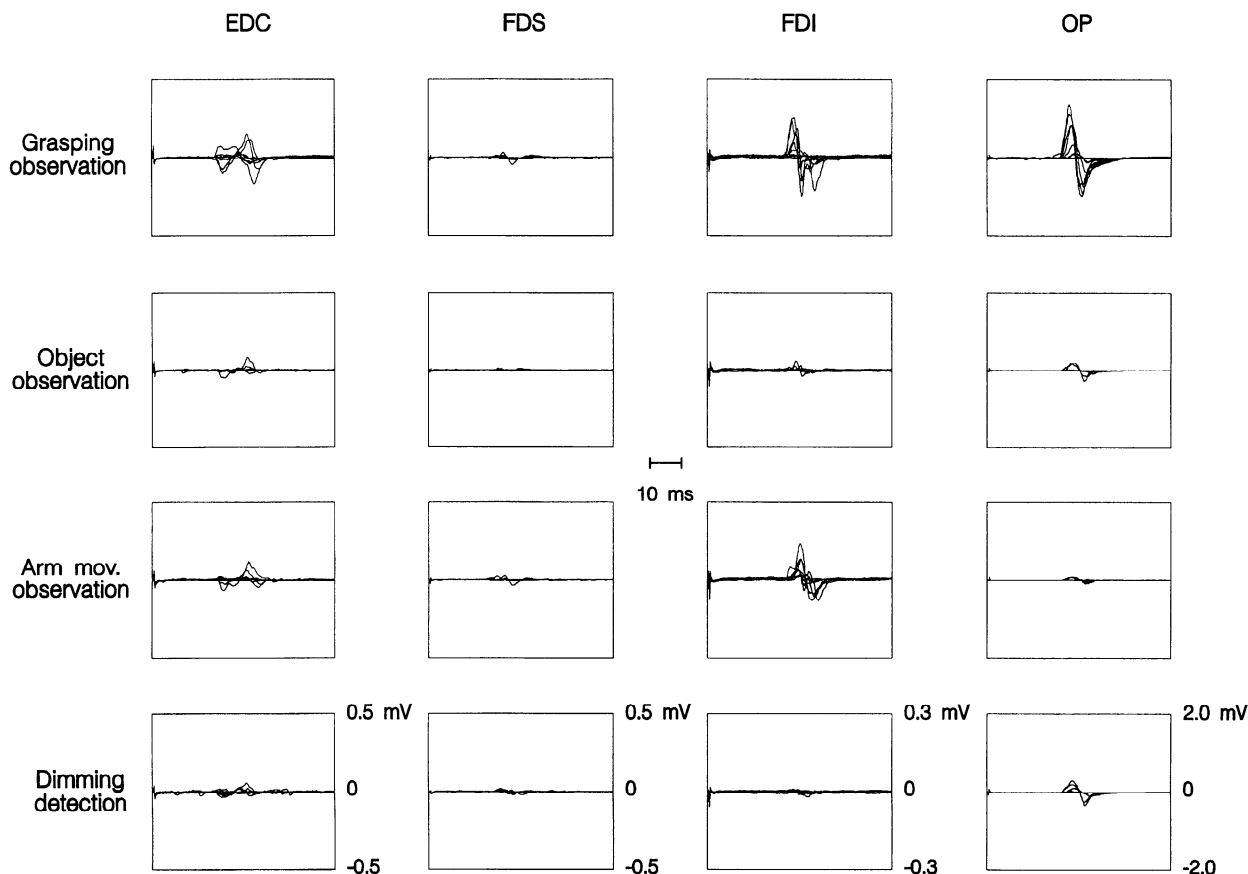 EDC FDS FDI OP
Grasping
observation
Object
observation
10 ms
Arm mov.
observation
0.5 mV 0.5 mV 0.3 mV 2.0 mV
Dimming
detection
0 0 0 0
-0.5 -0.5 -0.3 -2.0